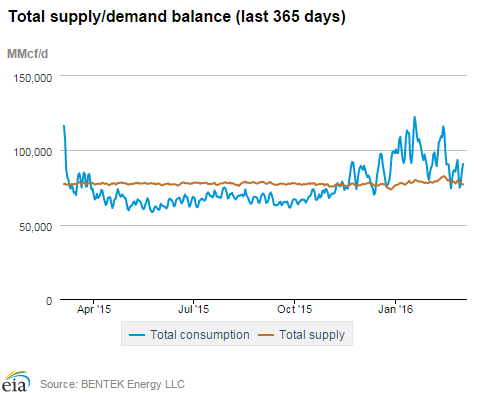 Total supply/demand balance (last 365 days)
MMcf/d
150,000
100,000
50,000
0
Apr '15 Jul '15 Oct '15 Jan '16
Total consumption Total supply
eia Source: BENTEK Energy LLC